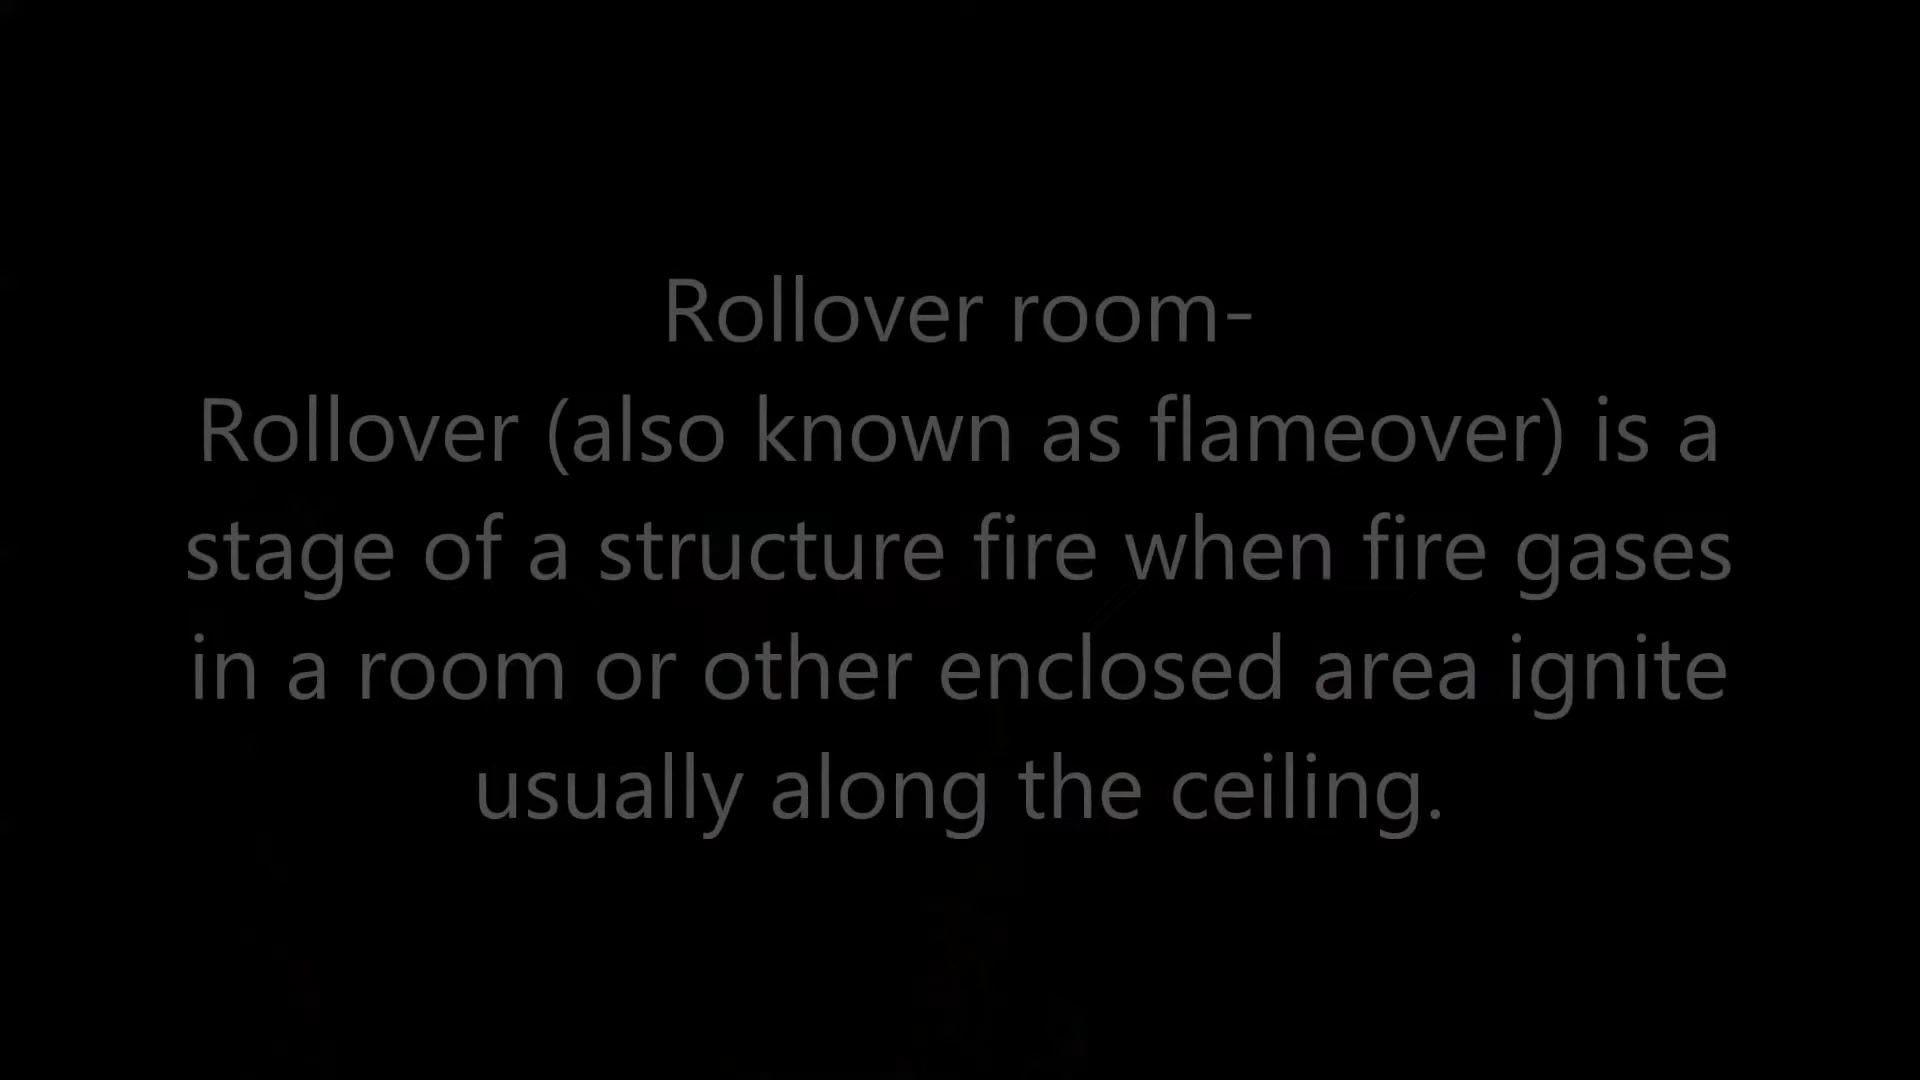 Rollover room-
Rollover (also known as flameover) is a
stage of a structure fire when fire gases
in a room or other enclosed area ignite
usually along the ceiling.